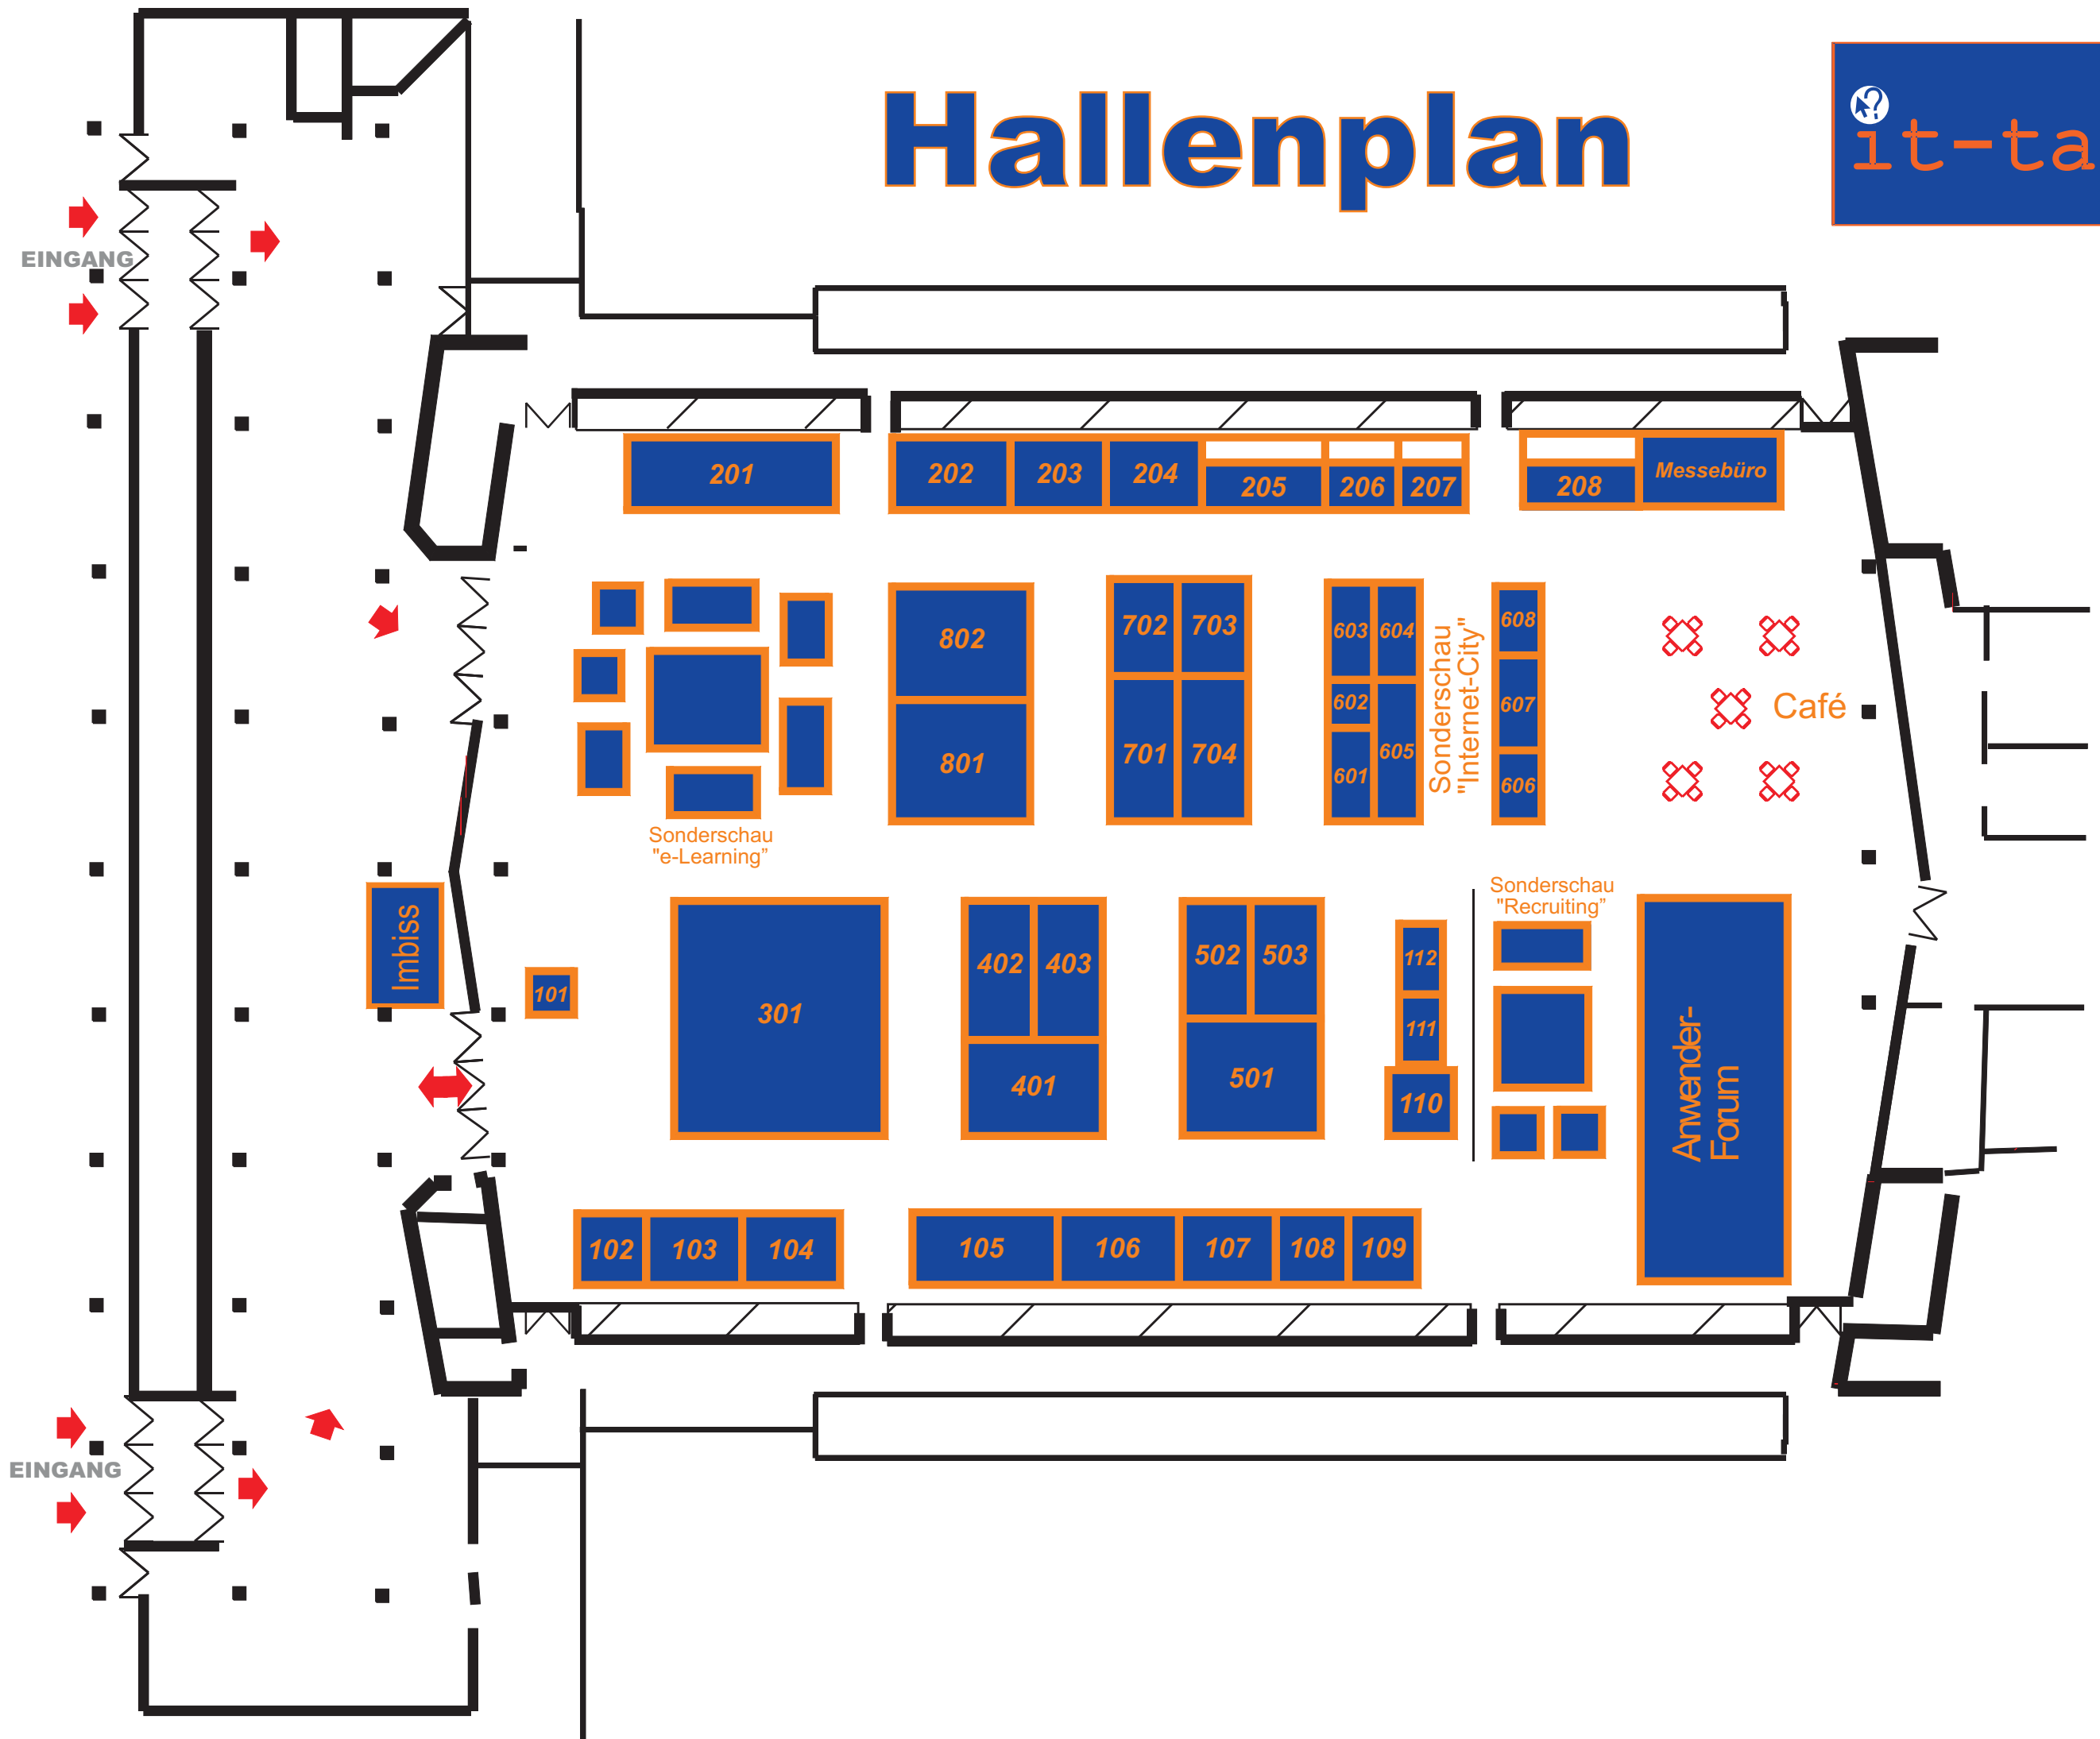 Hallenplan
it-ta
EINGANG
201
202
203
204
205
206
207
208
Messebüro
802
801
702
703
701
704
603
604
602
601
605
Sonderschau
"Internet-City"
608
607
606
Café
Sonderschau
"e-Learning”
Imbiss
101
301
402
403
401
502
503
501
112
111
110
Sonderschau
"Recruiting”
Anwender-
Forum
102
103
104
105
106
107
108
109
EINGANG